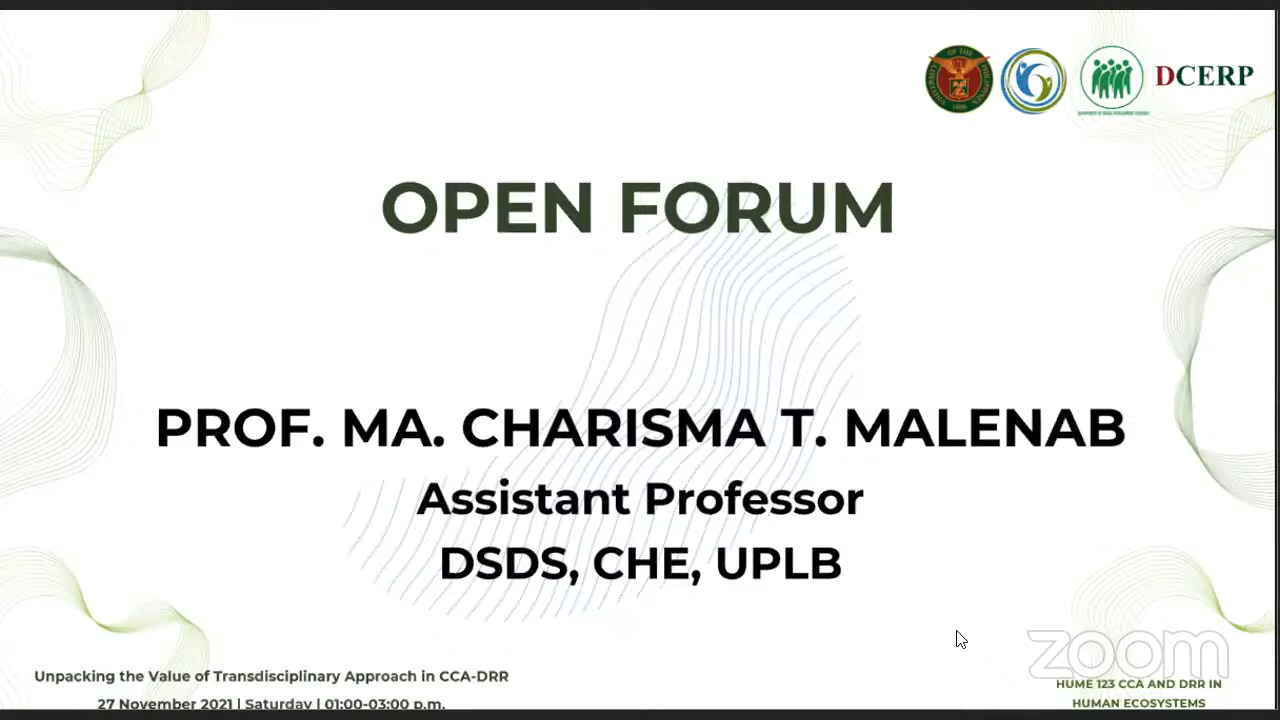 DCERP
OPEN FORUM
PROF. MA. CHARISMA T. MALENAB
Assistant Professor
DSDS, CHE, UPLB
zoom
Unpacking the Value of Transdisciplinary Approach in CCA-DRR
27 November 2021 | Saturday | 01:00-03:00 p.m.
HUME 123 CCA AND DRR IN
HUMAN ECOSYSTEMS